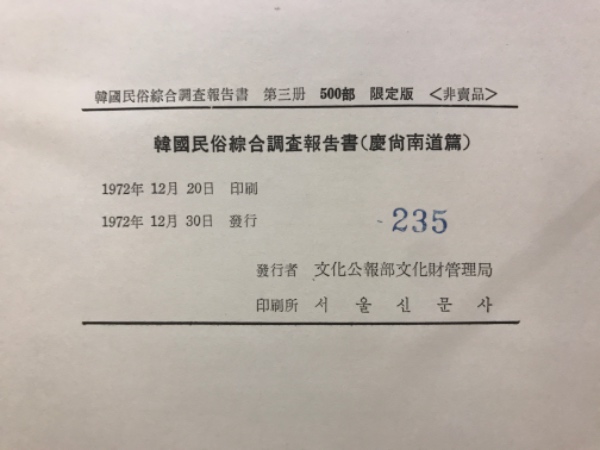 韓國民俗綜合調査報告書 第三册 500部 限定版 <非賣品>
韓國民俗綜合調査報告書(慶尙南道篇)
1972年 12月 20日 印刷
1972年 12月 30日 發行
235
發行者 文化公報部文化財管理局
印刷所 서울신문사